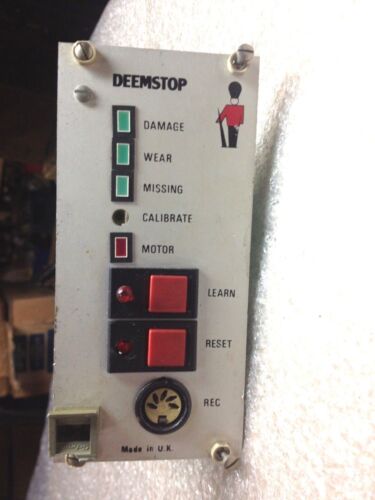 DEEMSTOP
DAMAGE
WEAR
MISSING
CALIBRATE
MOTOR
LEARN
RESET
REC
Made in U.K.